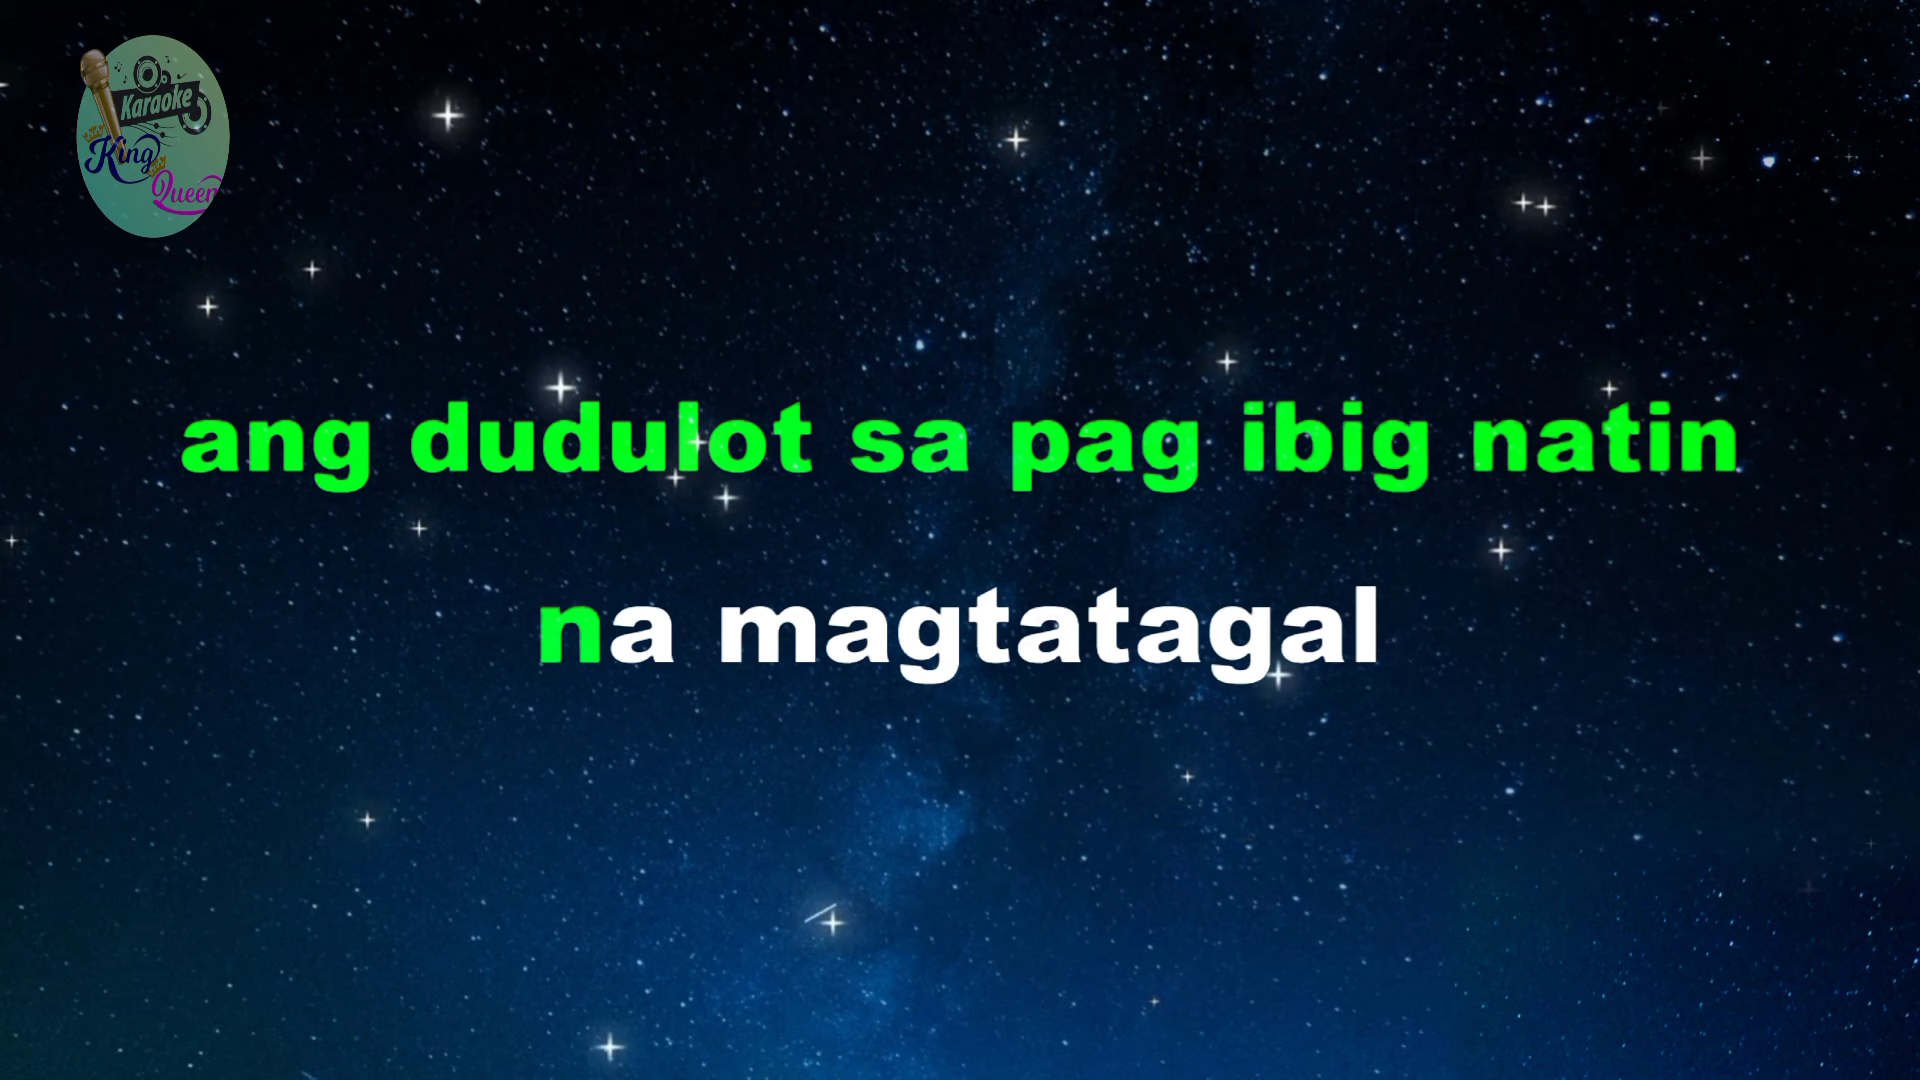 Karaoke
King
Queen
ang dudulot sa pag ibig natin
na magtatagal